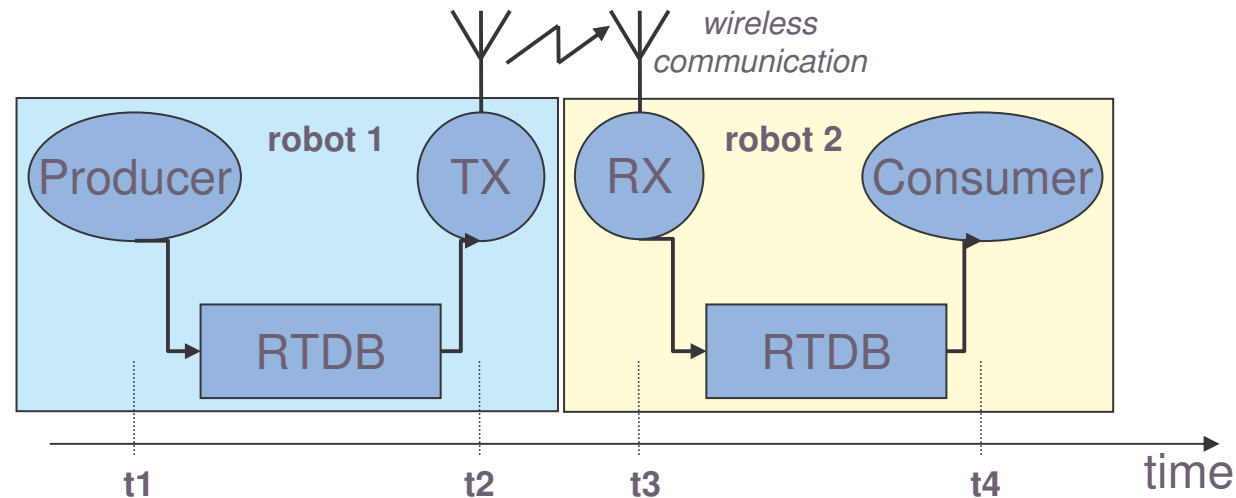 wireless
communication
robot 1
robot 2
Producer
TX
RX
Consumer
RTDB
RTDB
t1
t2
t3
t4
time